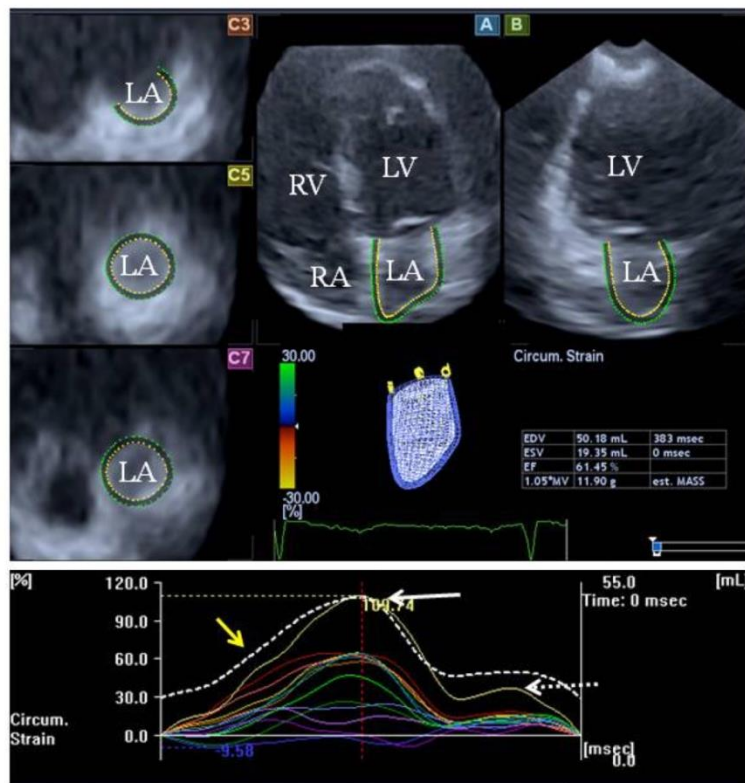 C3
LA
C5
LA
C7
LA
A
LV
RV
RA
LA
B
LV
LA
30.00
-30.00
[%]
Circum. Strain
EDV 50.18 mL 383 msec
ESV 19.35 mL 0 msec
EF 61.45 %
1.05*MV 11.90 g est. MASS
[%]
120.0
90.0
60.0
30.0
0.0
Circum.
Strain
109.74
-9.58
55.0
[mL]
Time: 0 msec
[msec]
0.0